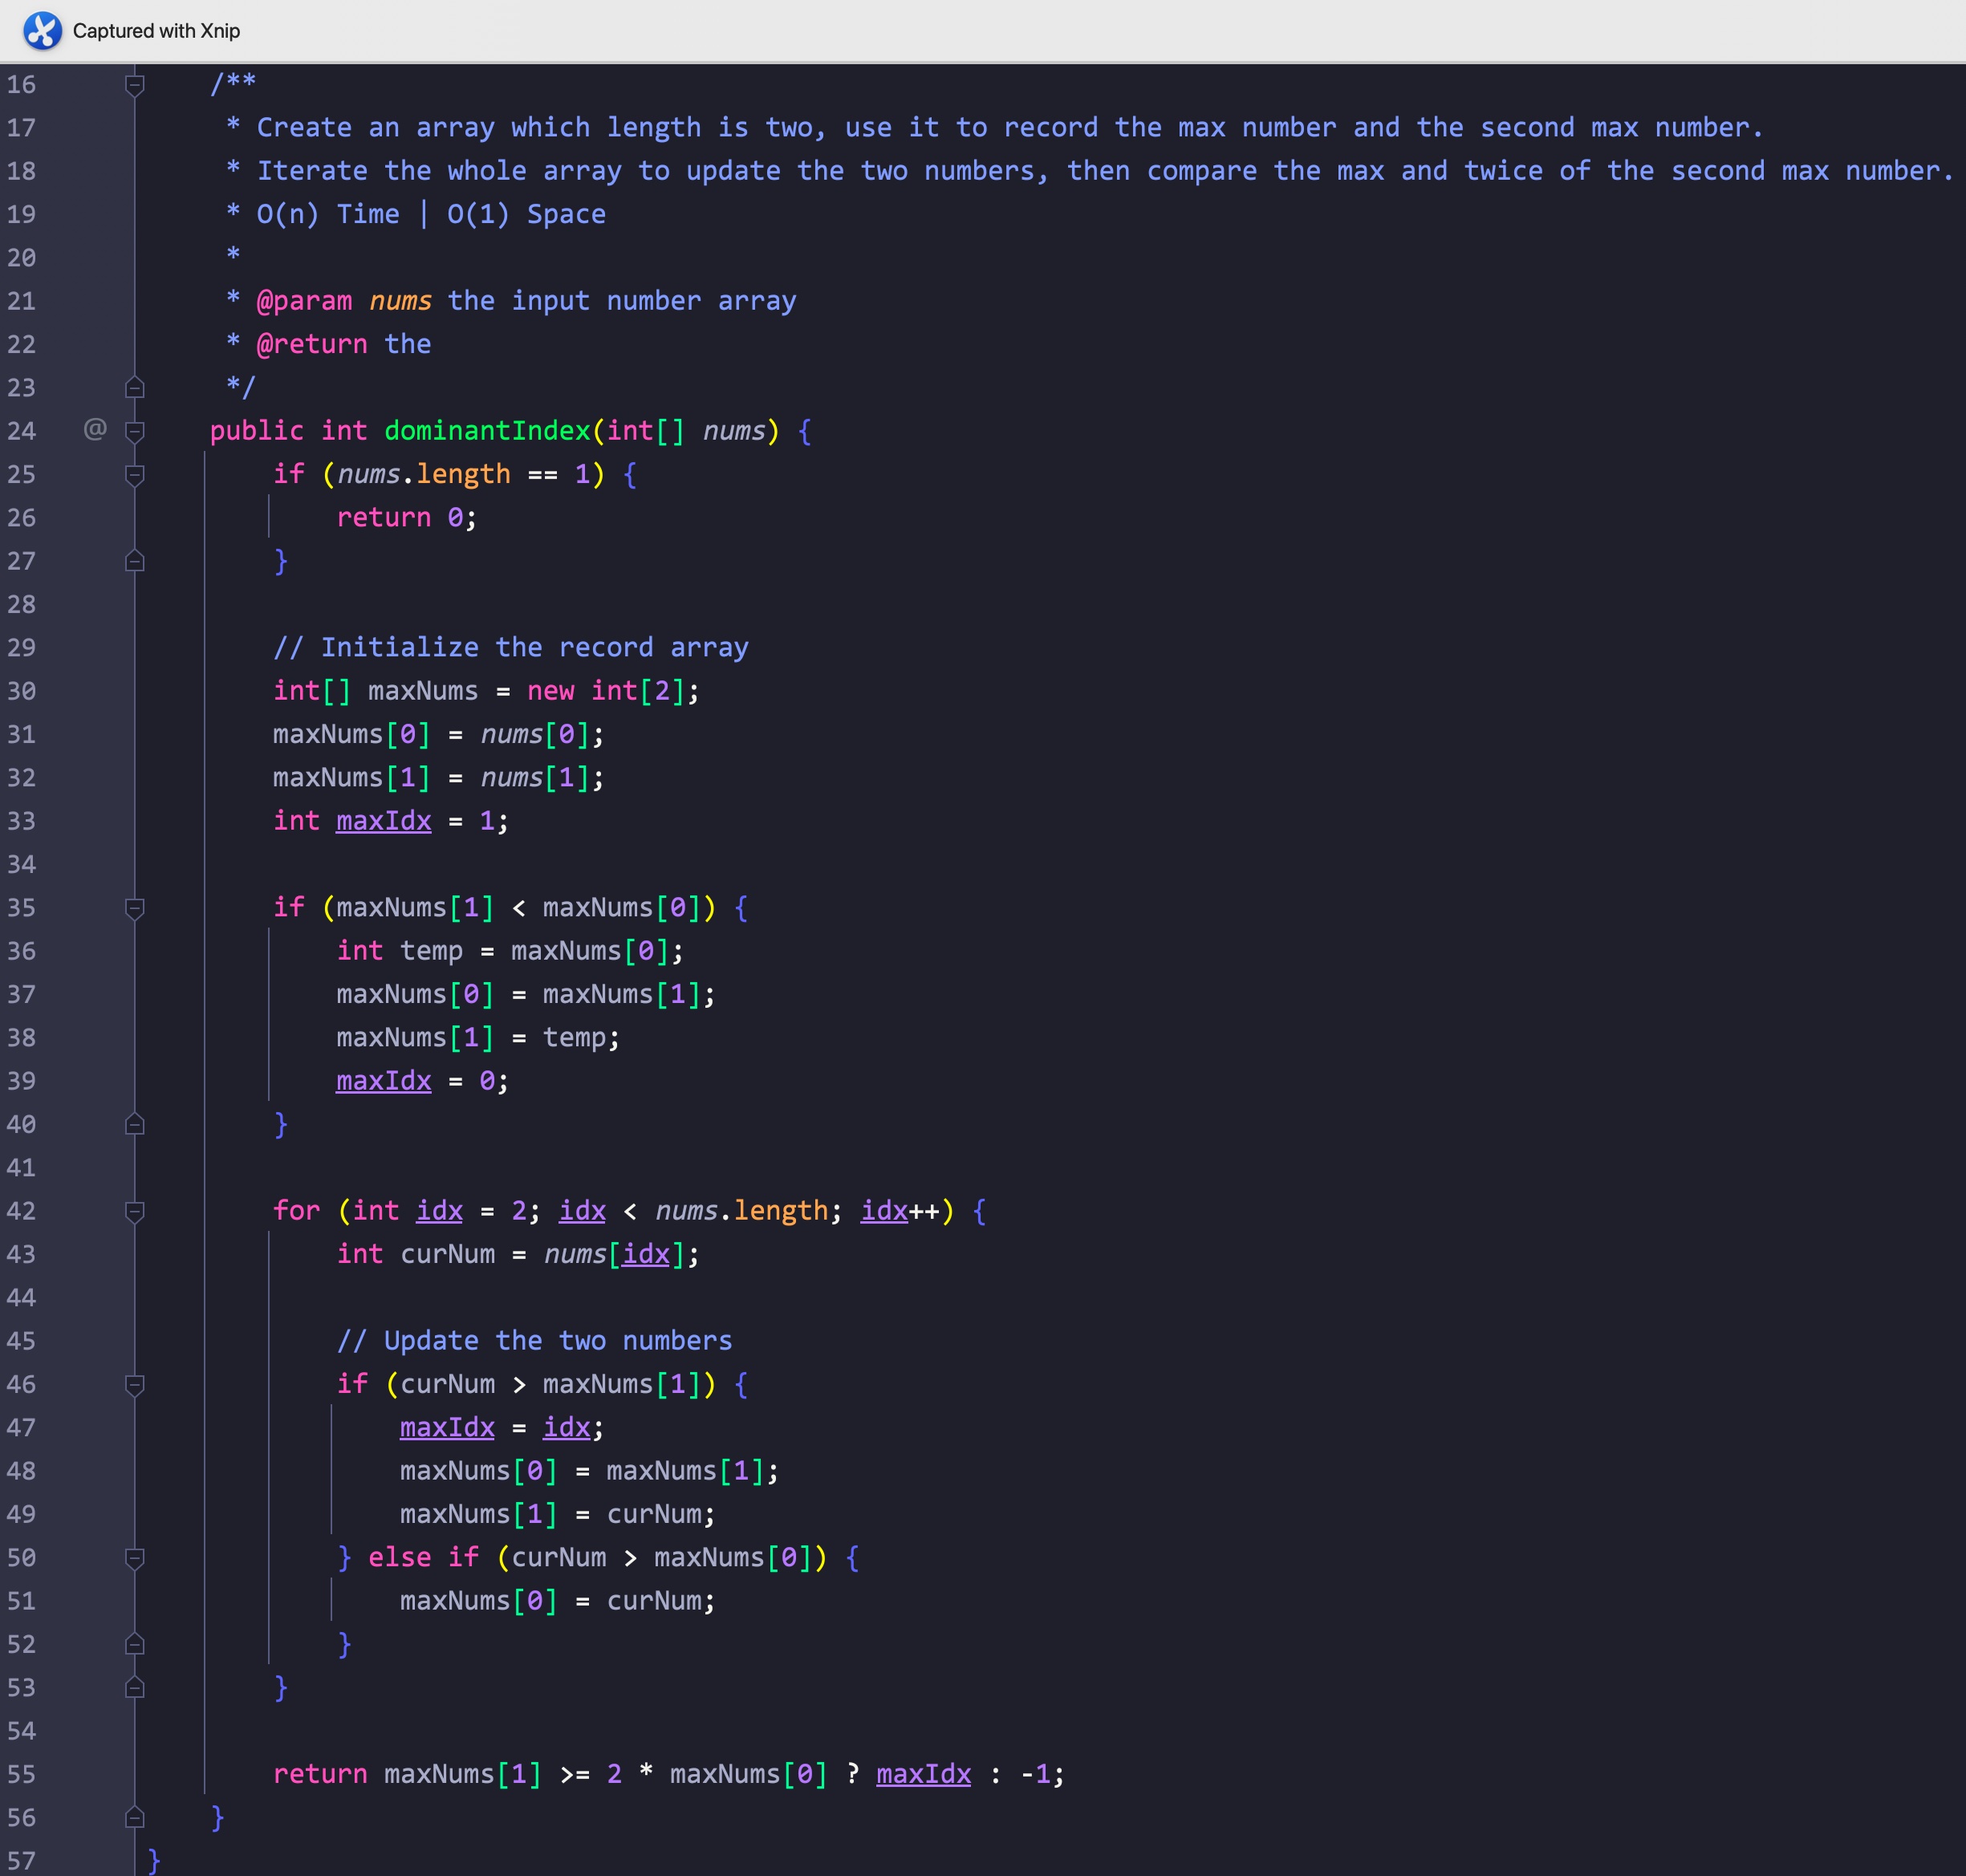 Captured with Xnip
16 /**
17 * Create an array which length is two, use it to record the max number and the second max number.
18 * Iterate the whole array to update the two numbers, then compare the max and twice of the second max number.
19 * O(n) Time | O(1) Space
20 *
21 * @param nums the input number array
22 * @return the
23 */
24 @ public int dominantIndex(int[] nums) {
25 if (nums.length == 1) {
26 return 0;
27 }
28
29 // Initialize the record array
30 int[] maxNums = new int[2];
31 maxNums[0] = nums[0];
32 maxNums[1] = nums[1];
33 int maxIdx = 1;
34
35 if (maxNums[1] < maxNums[0]) {
36 int temp = maxNums[0];
37 maxNums[0] = maxNums[1];
38 maxNums[1] = temp;
39 maxIdx = 0;
40 }
41
42 for (int idx = 2; idx < nums.length; idx++) {
43 int curNum = nums[idx];
44
45 // Update the two numbers
46 if (curNum > maxNums[1]) {
47 maxIdx = idx;
48 maxNums[0] = maxNums[1];
49 maxNums[1] = curNum;
50 } else if (curNum > maxNums[0]) {
51 maxNums[0] = curNum;
52 }
53 }
54
55 return maxNums[1] >= 2 * maxNums[0] ? maxIdx : -1;
56 }
57 }